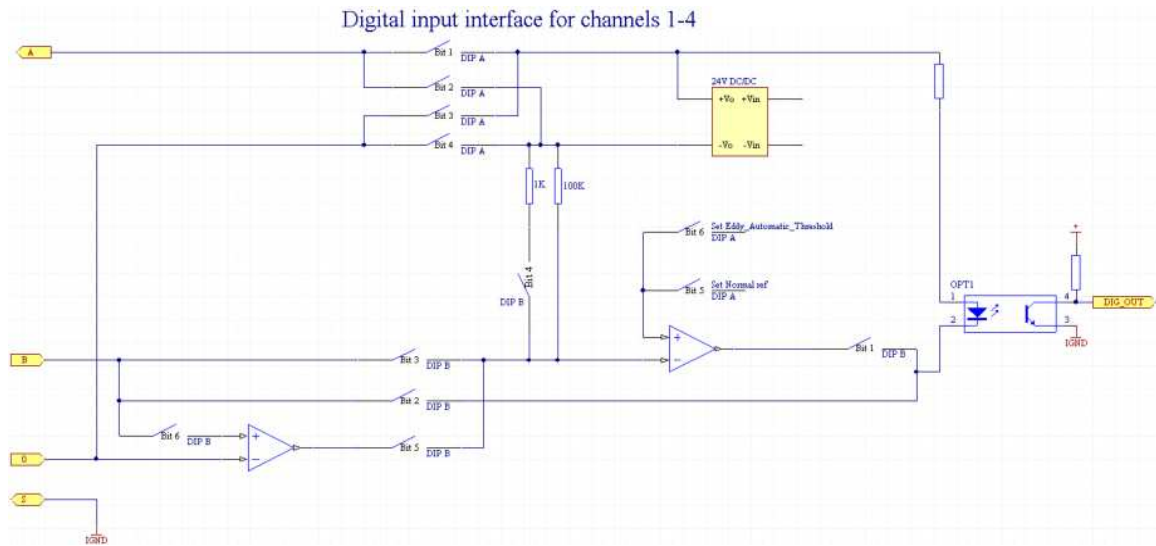 Digital input interface for channels 1-4
A
Bit 1
DIP A
Bit 2
DIP A
Bit 3
DIP A
Bit 4
DIP A
24V DC/DC
+Vo +Vin
-Vo -Vin
1K
100K
Bit 4
DIP B
Bit 6
Set Eddy_Automatic_Threshold
DIP A
Bit 5
Set Normal ref
DIP A
+
-
Bit 1
DIP B
OPT1
1
2
4
3
+
DIG_OUT
IGND
B
Bit 3
DIP B
Bit 2
DIP B
Bit 6
DIP B
+
-
Bit 5
DIP B
0
S
IGND